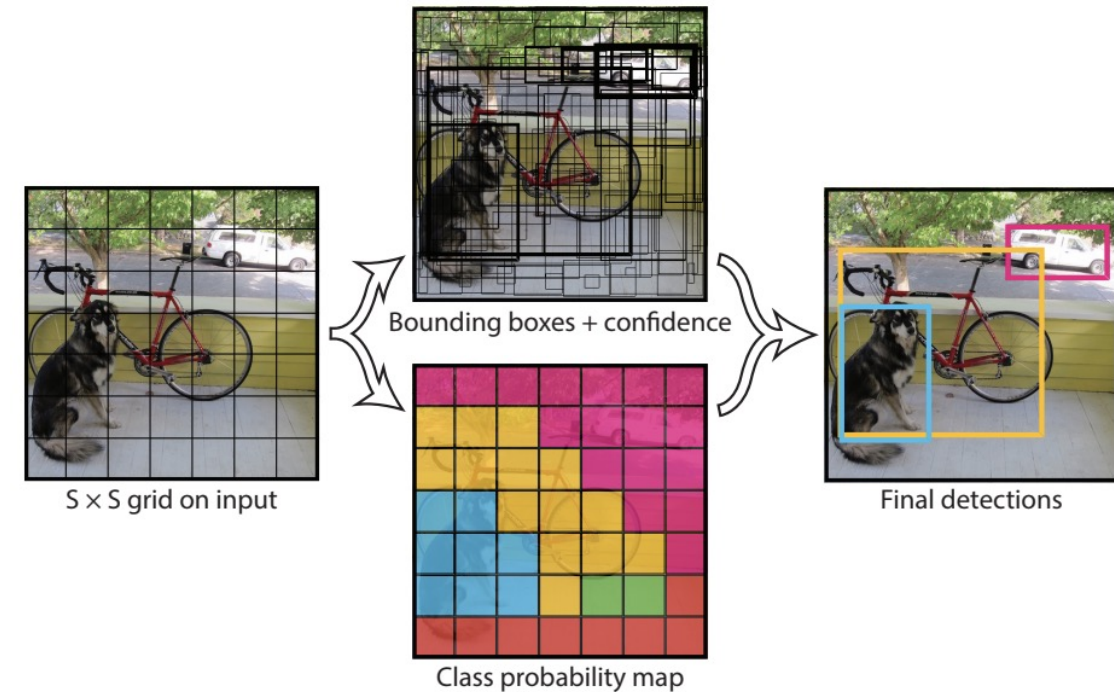 Bounding boxes + confidence
S × S grid on input
Final detections
Class probability map